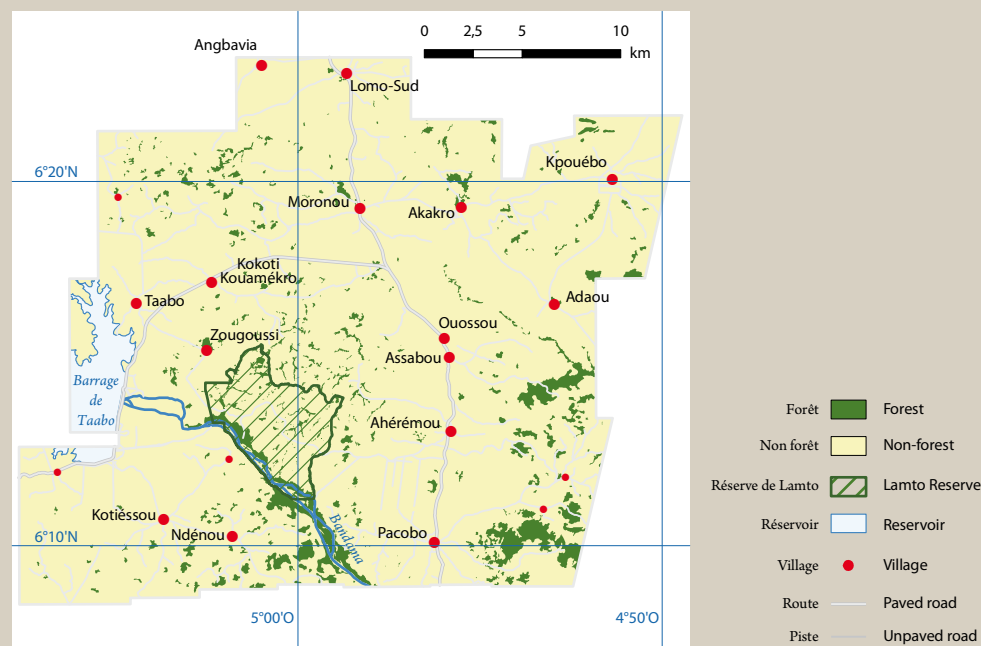 Angbavia
0 2,5 5 10
km
Lomo-Sud
Kpouébo
6°20'N
Moronou
Akakro
Kokoti
Kouamékro
Taabo
Adaou
Ouossou
Zougoussi
Assabou
Barrage
de
Taabo
Ahérémou
Kotiéssou
Ndénou
Bandama
Pacobo
6°10'N
5°00'O
4°50'O
Forêt Forest
Non forêt Non-forest
Réserve de Lamto Lamto Reserve
Réservoir Reservoir
Village Village
Route Paved road
Piste Unpaved road